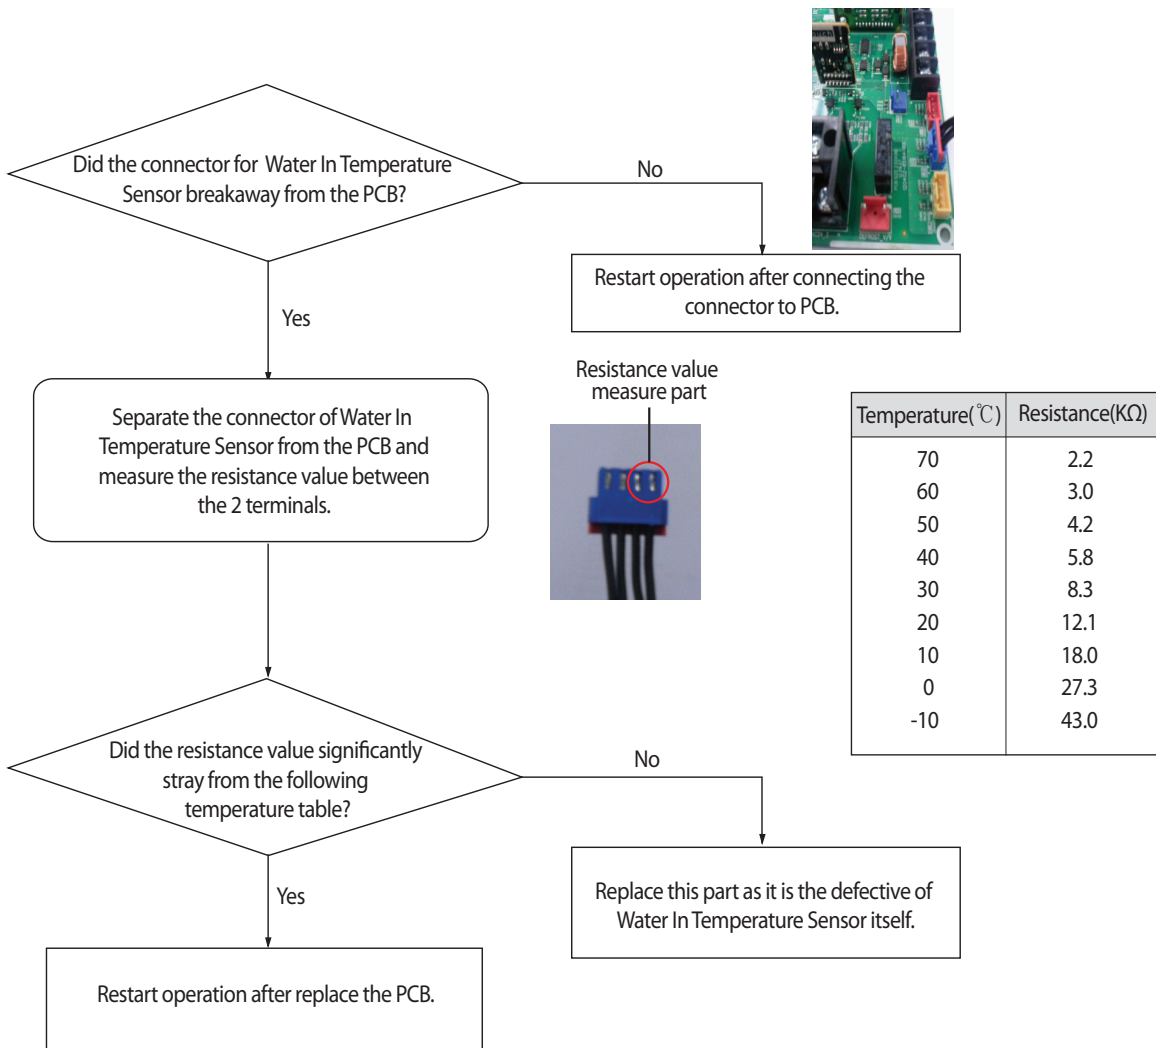 Did the connector for Water In Temperature
Sensor breakaway from the PCB?
No
Restart operation after connecting the
connector to PCB.
Yes
Separate the connector of Water In
Temperature Sensor from the PCB and
measure the resistance value between
the 2 terminals.
Resistance value
measure part
Temperature(℃) Resistance(KΩ)
70 2.2
60 3.0
50 4.2
40 5.8
30 8.3
20 12.1
10 18.0
0 27.3
-10 43.0
Did the resistance value significantly
stray from the following
temperature table?
No
Replace this part as it is the defective of
Water In Temperature Sensor itself.
Yes
Restart operation after replace the PCB.